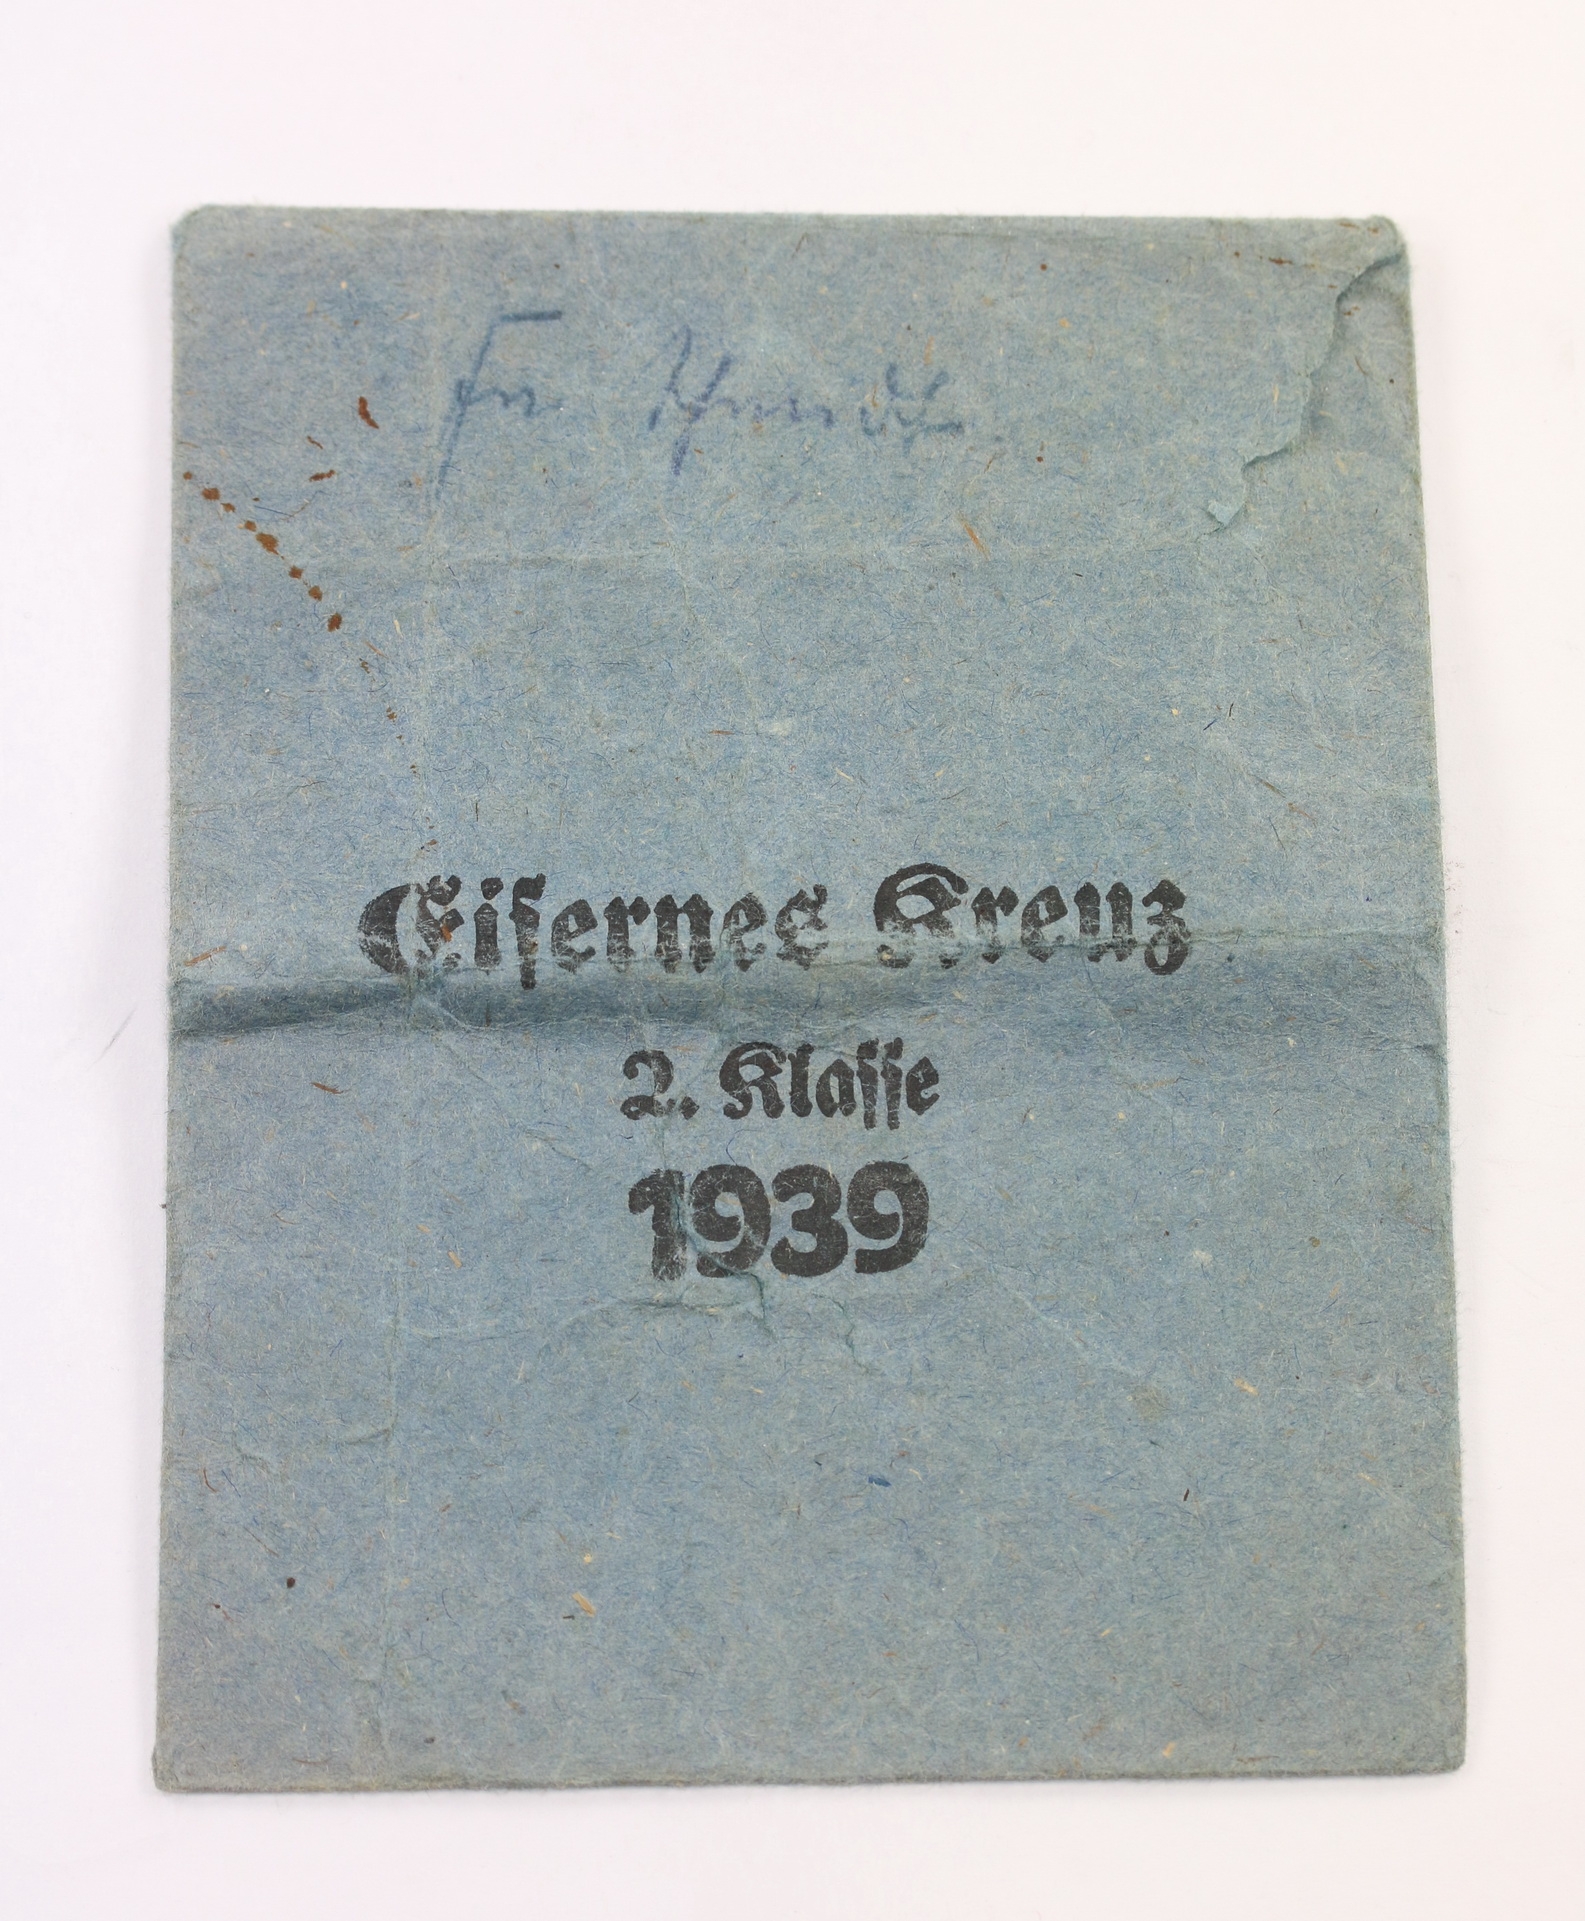 Eisernes Kreuz
2. Klasse
1939